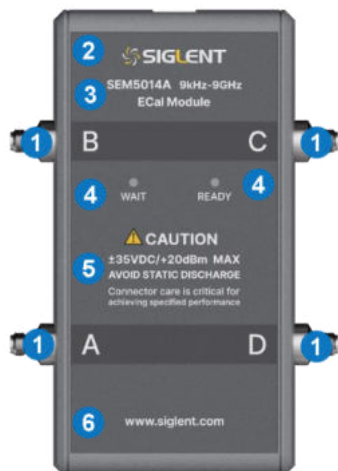 2 SIGLENT
3 SEM5014A 9kHz-9GHz
ECal Module
1 B C 1
4 WAIT READY 4
CAUTION
5 ±35VDC/+20dBm MAX
AVOID STATIC DISCHARGE
Connector care is critical for
achieving specified performance
1 A D 1
6 www.siglent.com